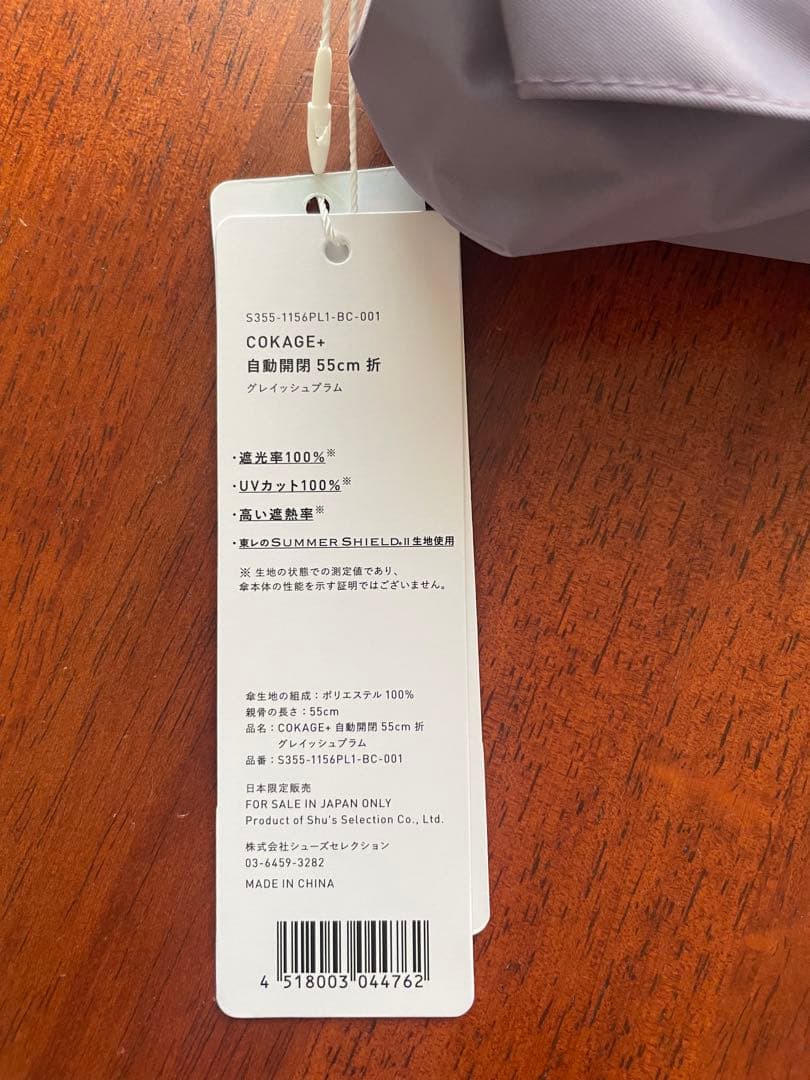 S355-1156PL1-BC-001
COKAGE+
自動開閉 55cm 折
グレイッシュプラム
・遮光率100%※
・UVカット100%※
・高い遮熱率※
・東レのSUMMER SHIELD®II生地使用
※ 生地の状態での測定値であり、
傘本体の性能を示す証明ではございません。
傘生地の組成：ポリエステル 100%
親骨の長さ：55cm
品名：COKAGE+ 自動開閉 55cm 折
グレイッシュプラム
品番：S355-1156PL1-BC-001
日本限定販売
FOR SALE IN JAPAN ONLY
Product of Shu's Selection Co., Ltd.
株式会社シューズセレクション
03-6459-3282
MADE IN CHINA
4 518003 044762